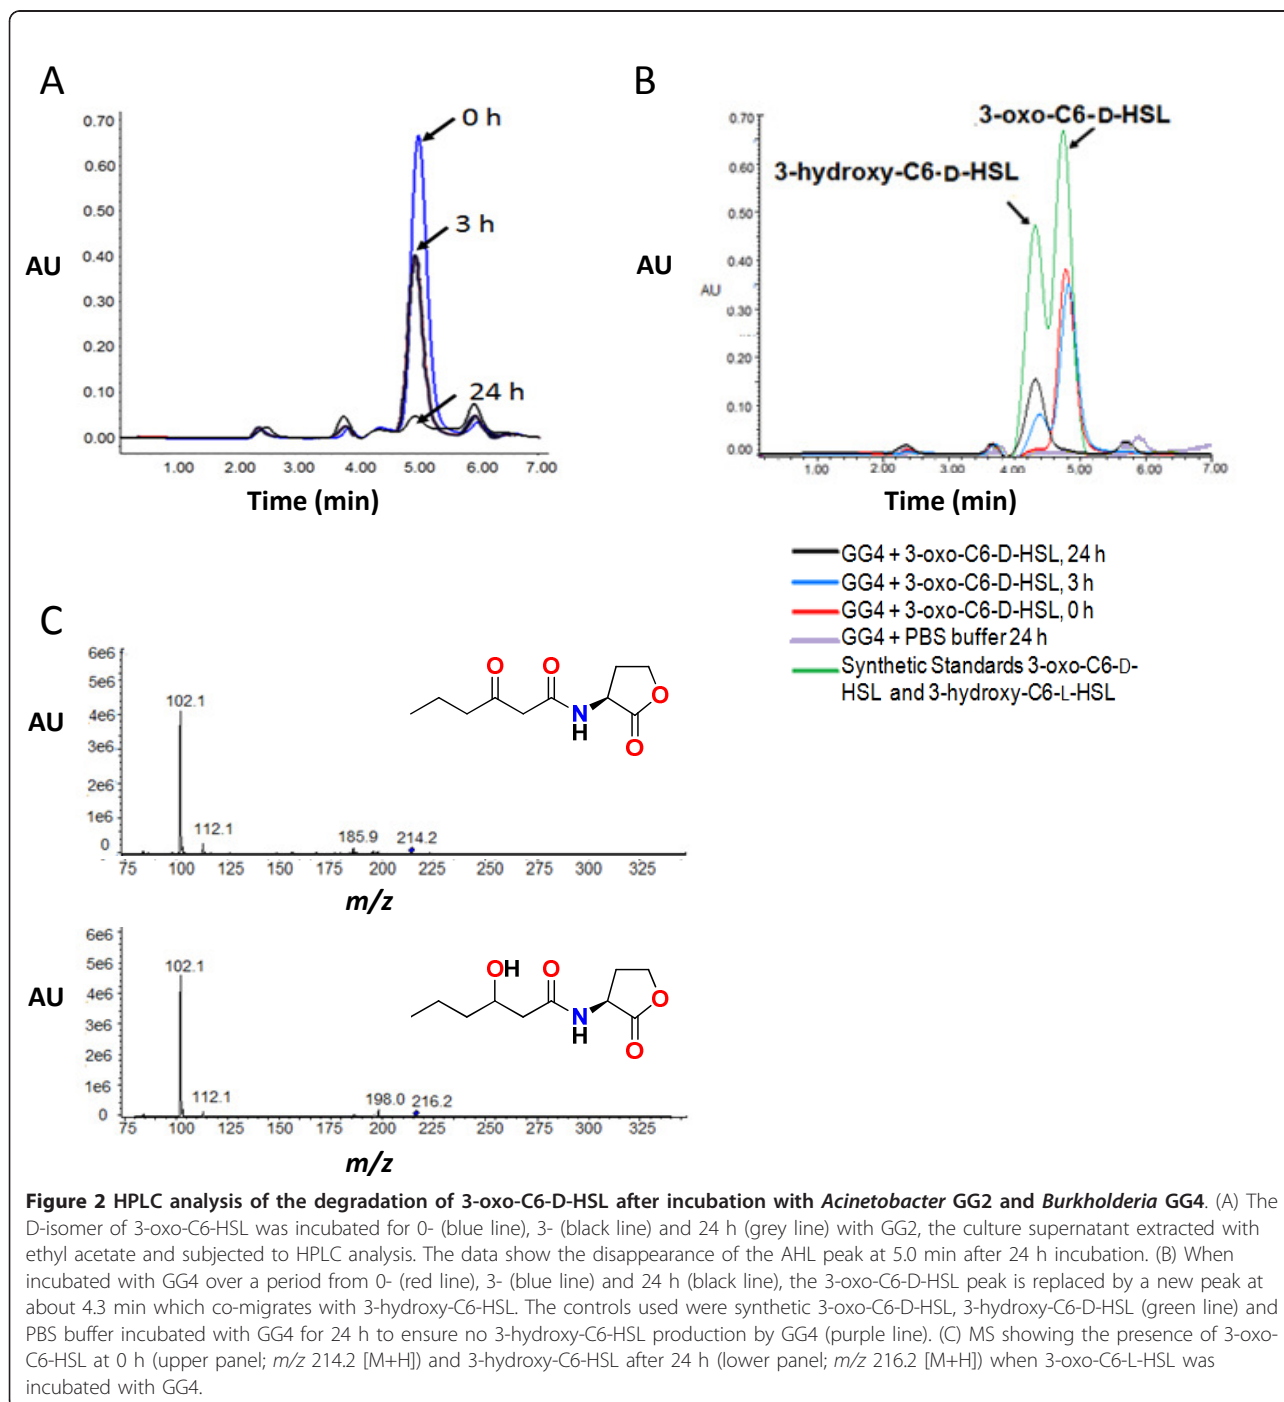 A
0.70
0.60
0.50
0.40
0.30
0.20
0.10
0.00
AU
0 h
3 h
24 h
1.00 2.00 3.00 4.00 5.00 6.00 7.00
Time (min)
B
3-oxo-C6-D-HSL
3-hydroxy-C6-D-HSL
0.70
0.60
0.50
0.40
0.30
0.20
0.10
0.00
AU
AU
1.00 2.00 3.00 4.00 5.00 6.00 7.00
Time (min)
GG4 + 3-oxo-C6-D-HSL, 24 h
GG4 + 3-oxo-C6-D-HSL, 3 h
GG4 + 3-oxo-C6-D-HSL, 0 h
GG4 + PBS buffer 24 h
Synthetic Standards 3-oxo-C6-D-
HSL and 3-hydroxy-C6-L-HSL
C
6e6
5e6
4e6
3e6
2e6
1e6
0
AU
102.1
112.1
185.9
214.2
O O
N
H
O
O
75 100 125 150 175 200 225 250 275 300 325
m/z
6e6
5e6
4e6
3e6
2e6
1e6
0
AU
102.1
112.1
198.0
216.2
OH O
N
H
O
O
75 100 125 150 175 200 225 250 275 300 325
m/z
Figure 2 HPLC analysis of the degradation of 3-oxo-C6-D-HSL after incubation with Acinetobacter GG2 and Burkholderia GG4. (A) The
D-isomer of 3-oxo-C6-HSL was incubated for 0- (blue line), 3- (black line) and 24 h (grey line) with GG2, the culture supernatant extracted with
ethyl acetate and subjected to HPLC analysis. The data show the disappearance of the AHL peak at 5.0 min after 24 h incubation. (B) When
incubated with GG4 over a period from 0- (red line), 3- (blue line) and 24 h (black line), the 3-oxo-C6-D-HSL peak is replaced by a new peak at
about 4.3 min which co-migrates with 3-hydroxy-C6-HSL. The controls used were synthetic 3-oxo-C6-D-HSL, 3-hydroxy-C6-D-HSL (green line) and
PBS buffer incubated with GG4 for 24 h to ensure no 3-hydroxy-C6-HSL production by GG4 (purple line). (C) MS showing the presence of 3-oxo-
C6-HSL at 0 h (upper panel; m/z 214.2 [M+H]) and 3-hydroxy-C6-HSL after 24 h (lower panel; m/z 216.2 [M+H]) when 3-oxo-C6-L-HSL was
incubated with GG4.